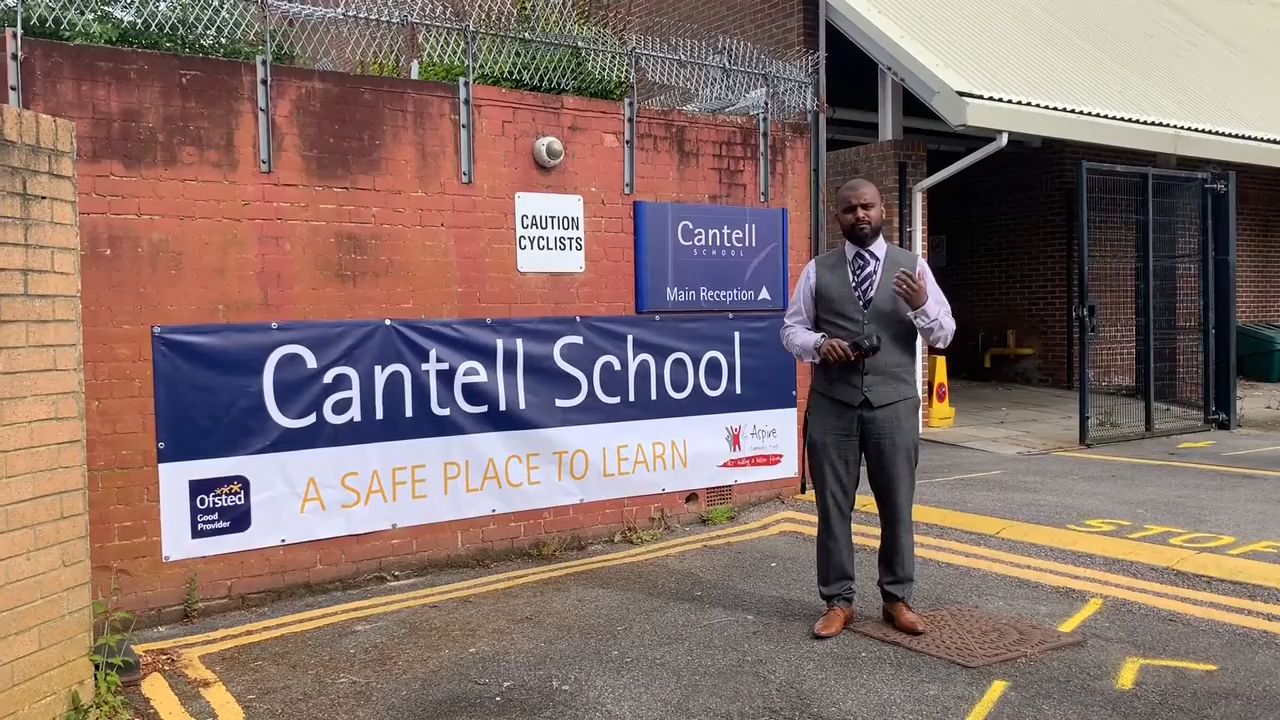 CAUTION
CYCLISTS
Cantell
SCHOOL
Main Reception
Cantell School
A SAFE PLACE TO LEARN
Ofsted
Good
Provider
Aspire
STOP